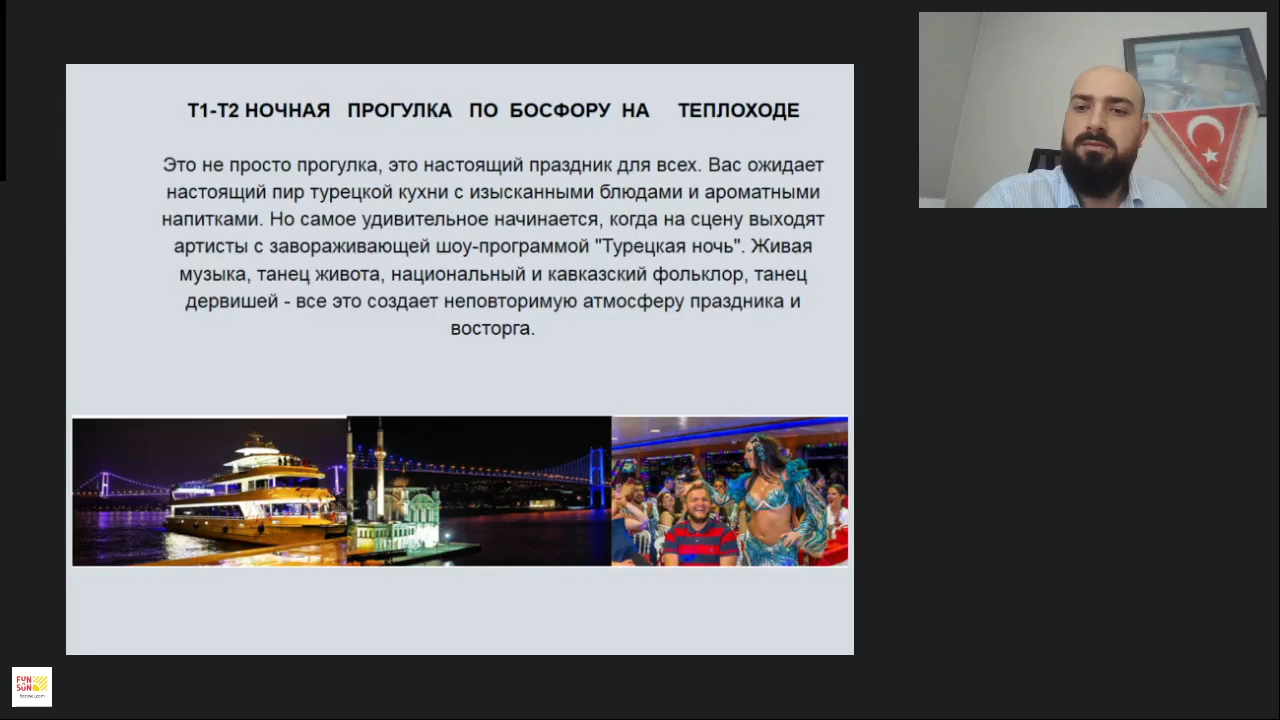 Т1-Т2 НОЧНАЯ ПРОГУЛКА ПО БОСФОРУ НА ТЕПЛОХОДЕ
Это не просто прогулка, это настоящий праздник для всех. Вас ожидает
настоящий пир турецкой кухни с изысканными блюдами и ароматными
напитками. Но самое удивительное начинается, когда на сцену выходят
артисты с завораживающей шоу-программой "Турецкая ночь". Живая
музыка, танец живота, национальный и кавказский фольклор, танец
дервишей - все это создает неповторимую атмосферу праздника и
восторга.
FUN
SUN